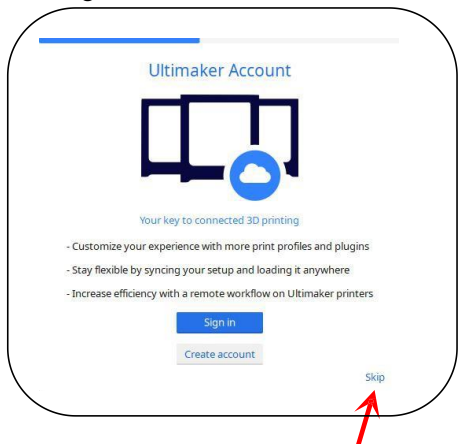 Ultimaker Account
Your key to connected 3D printing
- Customize your experience with more print profiles and plugins
- Stay flexible by syncing your setup and loading it anywhere
- Increase efficiency with a remote workflow on Ultimaker printers
Sign in
Create account
Skip